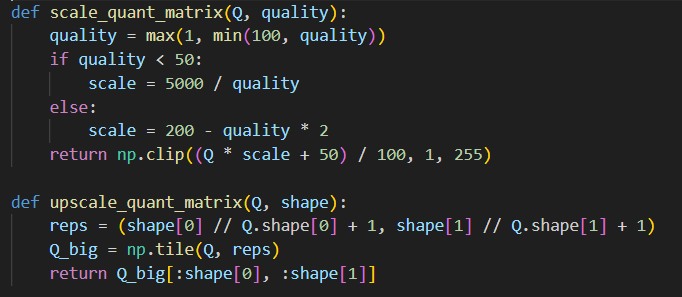 def scale_quant_matrix(Q, quality):
    quality = max(1, min(100, quality))
    if quality < 50:
        scale = 5000 / quality
    else:
        scale = 200 - quality * 2
    return np.clip((Q * scale + 50) / 100, 1, 255)

def upscale_quant_matrix(Q, shape):
    reps = (shape[0] // Q.shape[0] + 1, shape[1] // Q.shape[1] + 1)
    Q_big = np.tile(Q, reps)
    return Q_big[:shape[0], :shape[1]]